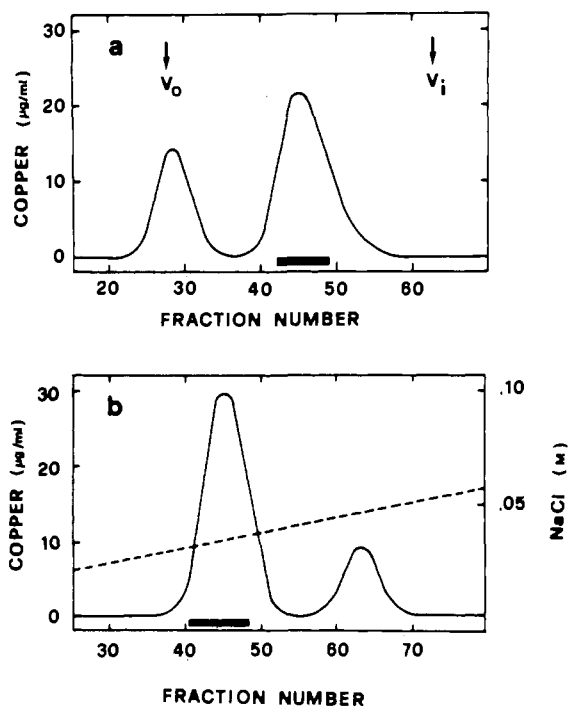 a
30
20
10
0
COPPER (µg/ml)
Vo
Vi
20 30 40 50 60
FRACTION NUMBER
b
30
20
10
0
COPPER (µg/ml)
.10
.05
NaCl (M)
30 40 50 60 70
FRACTION NUMBER